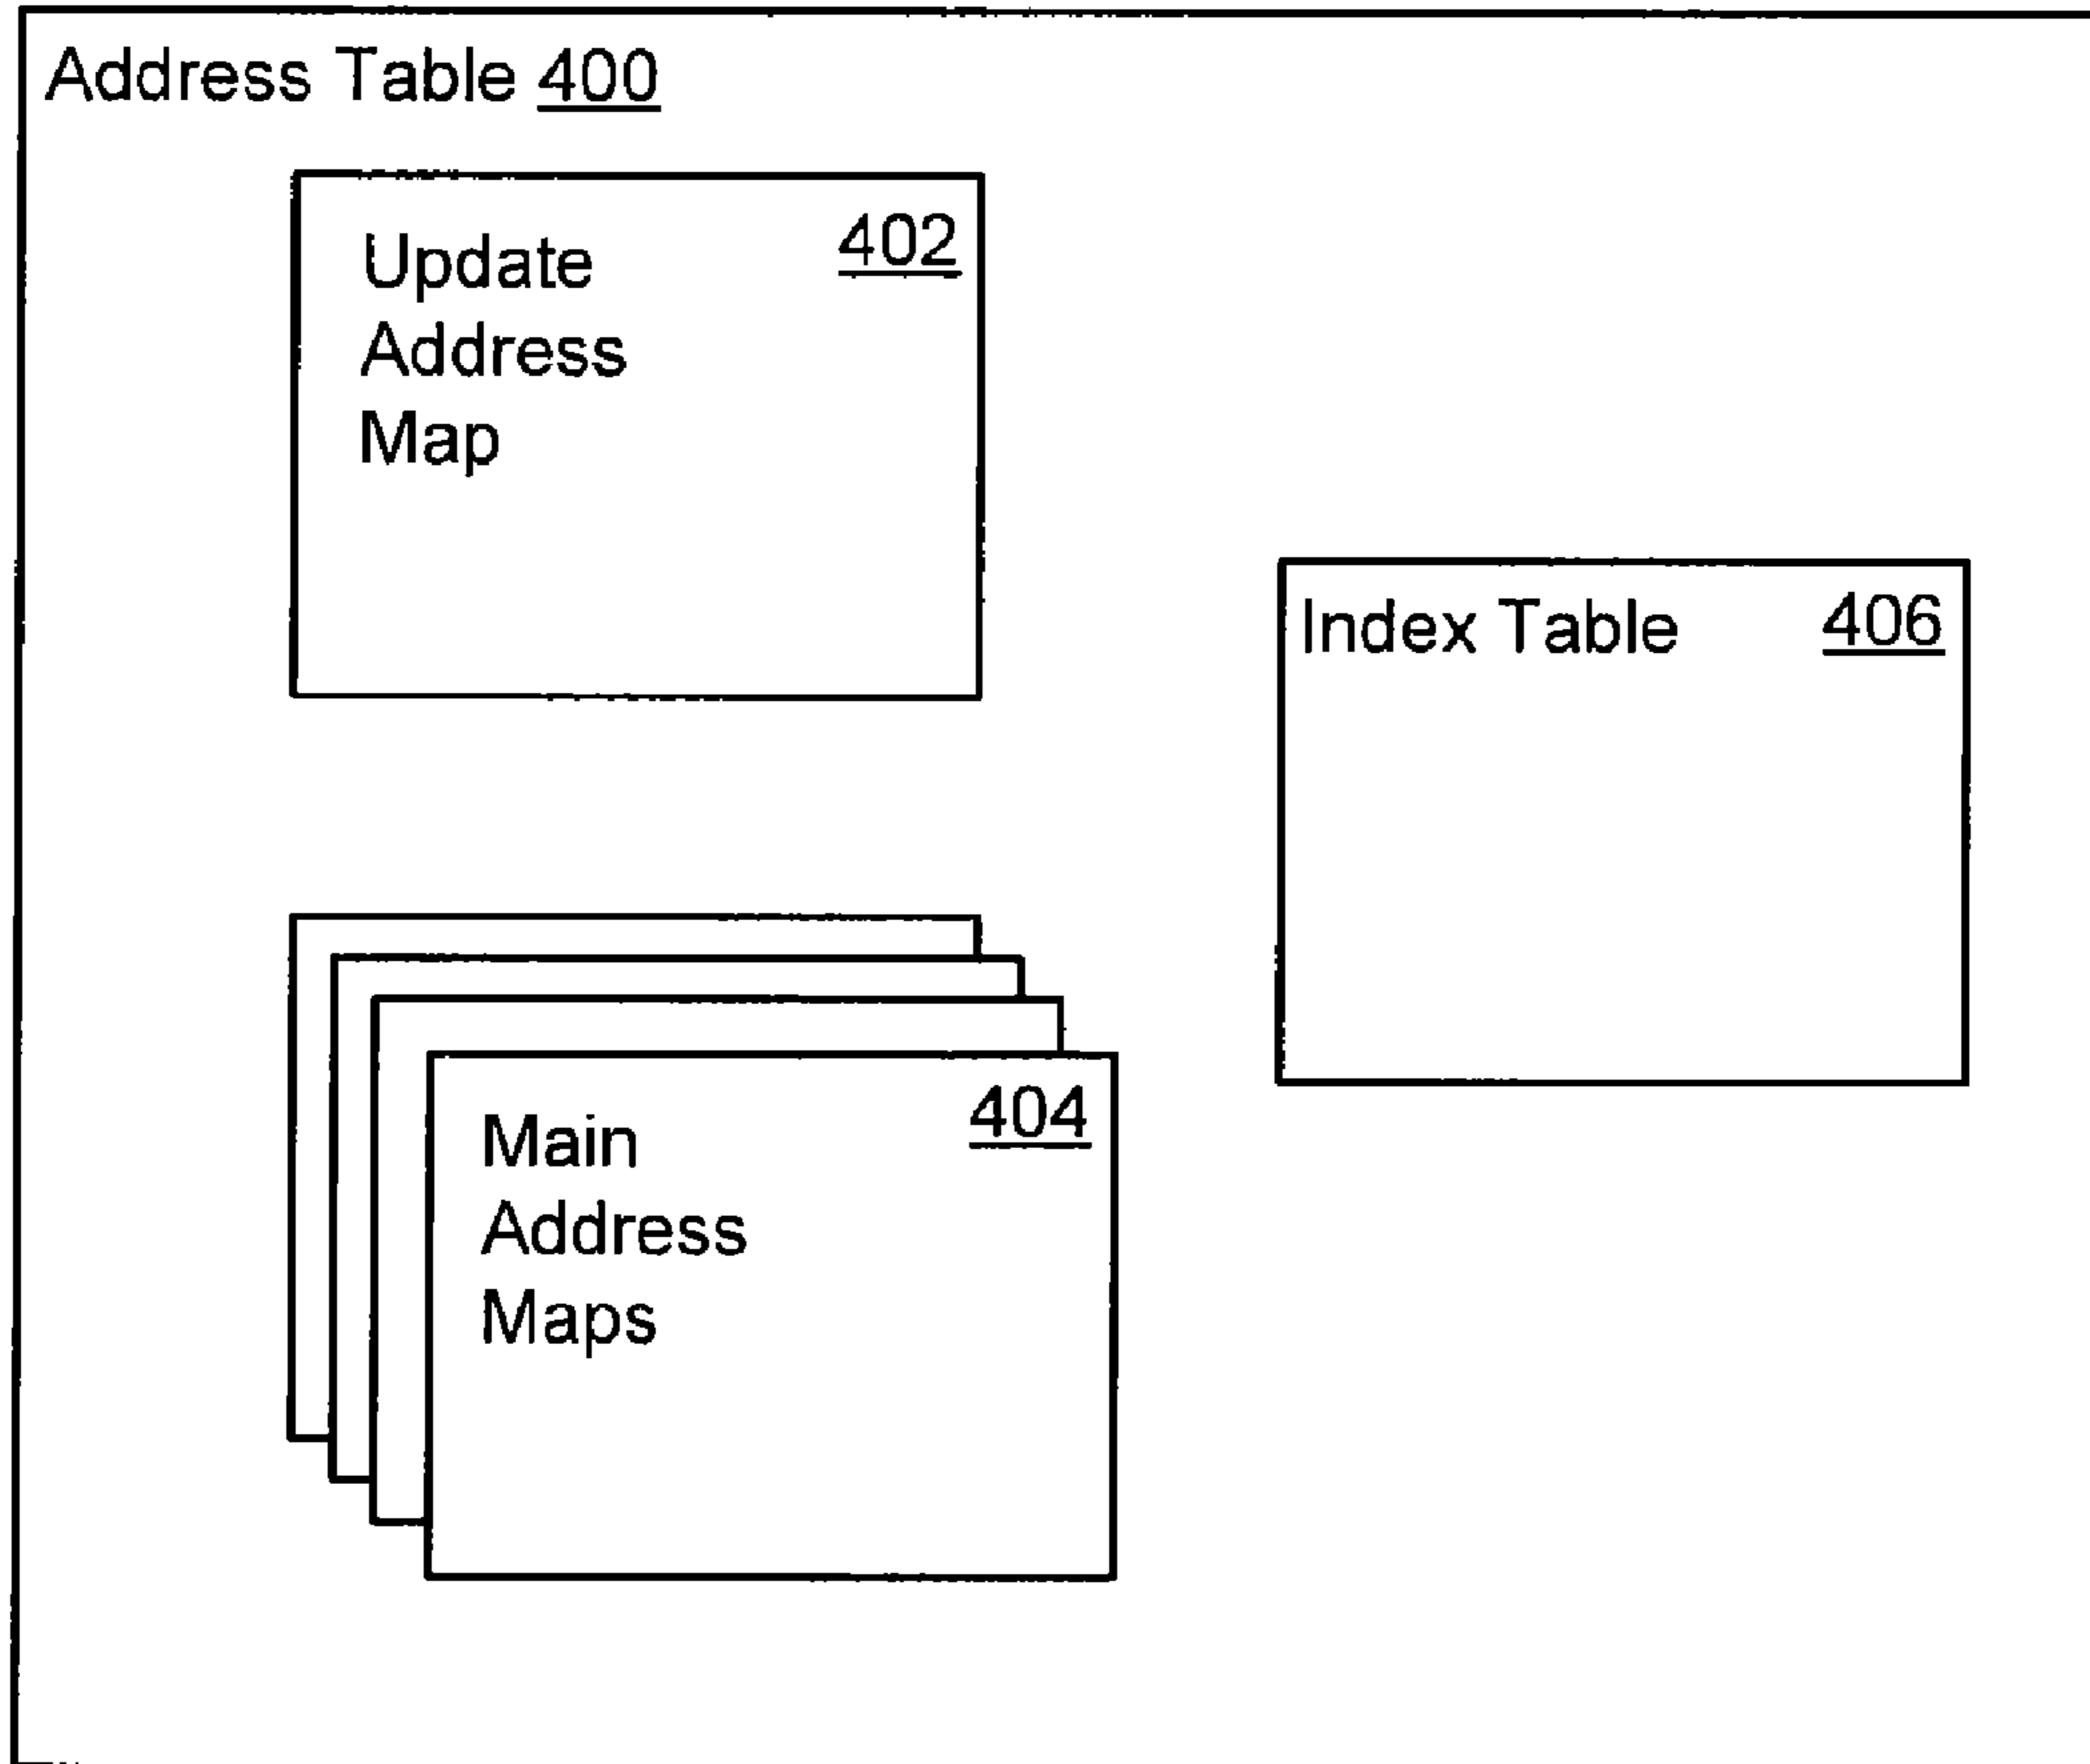 Address Table 400
Update 402
Address
Map
Index Table 406
Main 404
Address
Maps